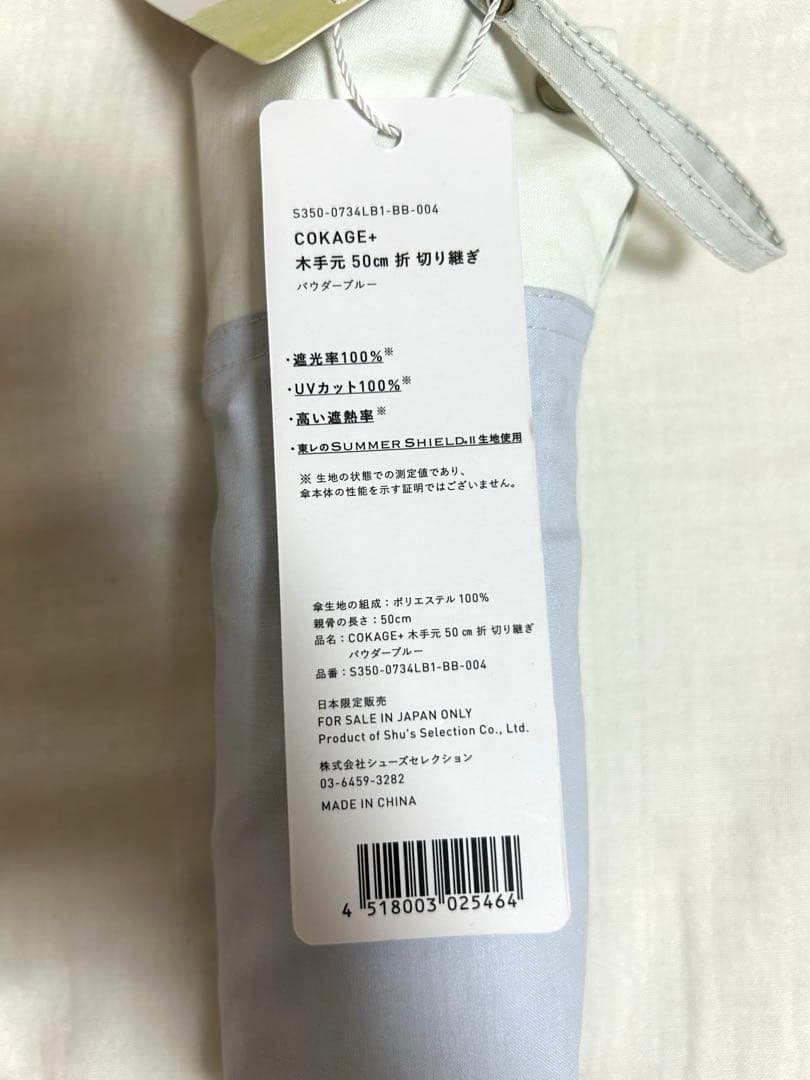 S350-0734LB1-BB-004
COKAGE+
木手元 50㎝ 折 切り継ぎ
パウダーブルー
・遮光率100%※
・UVカット100%※
・高い遮熱率※
・東レのSUMMER SHIELD®II生地使用
※ 生地の状態での測定値であり、
傘本体の性能を示す証明ではございません。
傘生地の組成：ポリエステル 100%
親骨の長さ：50cm
品名：COKAGE+ 木手元 50 ㎝ 折 切り継ぎ
パウダーブルー
品番：S350-0734LB1-BB-004
日本限定販売
FOR SALE IN JAPAN ONLY
Product of Shu's Selection Co., Ltd.
株式会社シューズセレクション
03-6459-3282
MADE IN CHINA
4 518003 025464